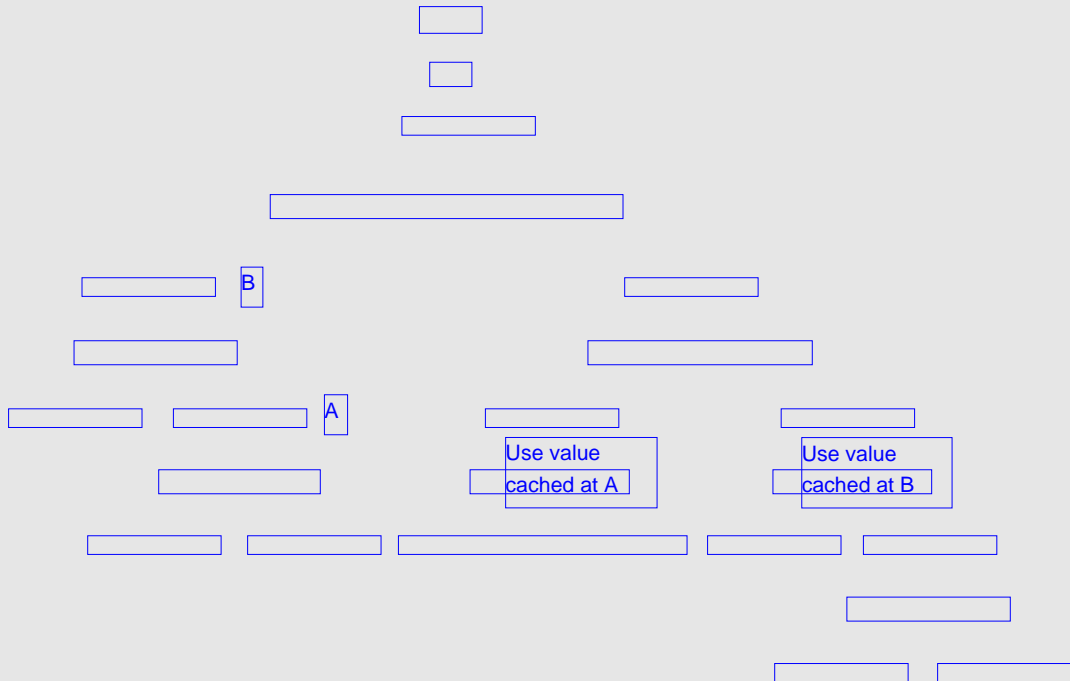 B
A
Use value
cached at A
Use value
cached at B